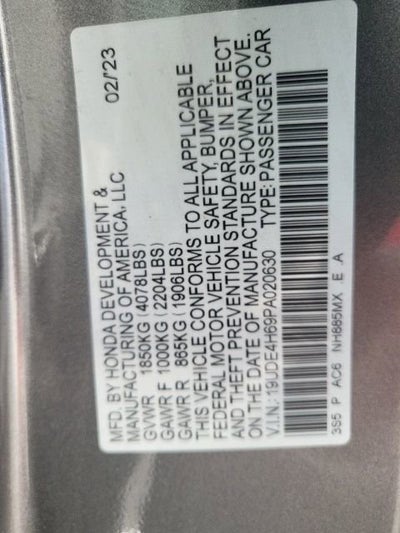 MFD. BY HONDA DEVELOPMENT & 02/23
MANUFACTURING OF AMERICA, LLC
GVWR 1850KG (4078LBS)
GAWR F 1000KG (2204LBS)
GAWR R 865KG (1906LBS)
THIS VEHICLE CONFORMS TO ALL APPLICABLE
FEDERAL MOTOR VEHICLE SAFETY, BUMPER,
AND THEFT PREVENTION STANDARDS IN EFFECT
ON THE DATE OF MANUFACTURE SHOWN ABOVE.
V.I.N.: 19UDE4H69PA020630 TYPE: PASSENGER CAR
3S5 P AC6 NH885MX .E .A